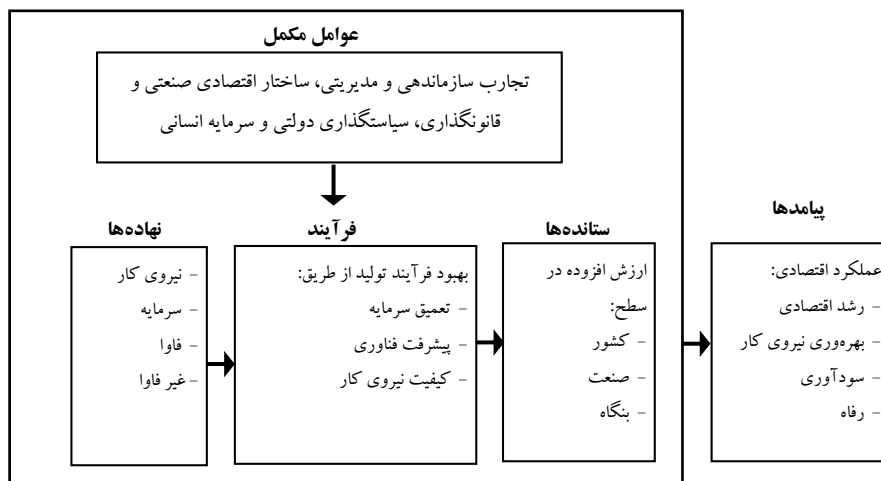 عوامل مکمل
تجارب سازماندهی و مدیریتی، ساختار اقتصادی صنعتی و
قانونگذاری، سیاستگذاری دولتی و سرمایه انسانی
نهاده‌ها
– نیروی کار
– سرمایه
– فاوا
– غیر فاوا
فرآیند
بهبود فرآیند تولید از طریق:
– تعمیق سرمایه
– پیشرفت فناوری
– کیفیت نیروی کار
ستانده‌ها
ارزش افزوده در
سطح:
– کشور
– صنعت
– بنگاه
پیامدها
عملکرد اقتصادی:
– رشد اقتصادی
– بهره‌وری نیروی کار
– سودآوری
– رفاه